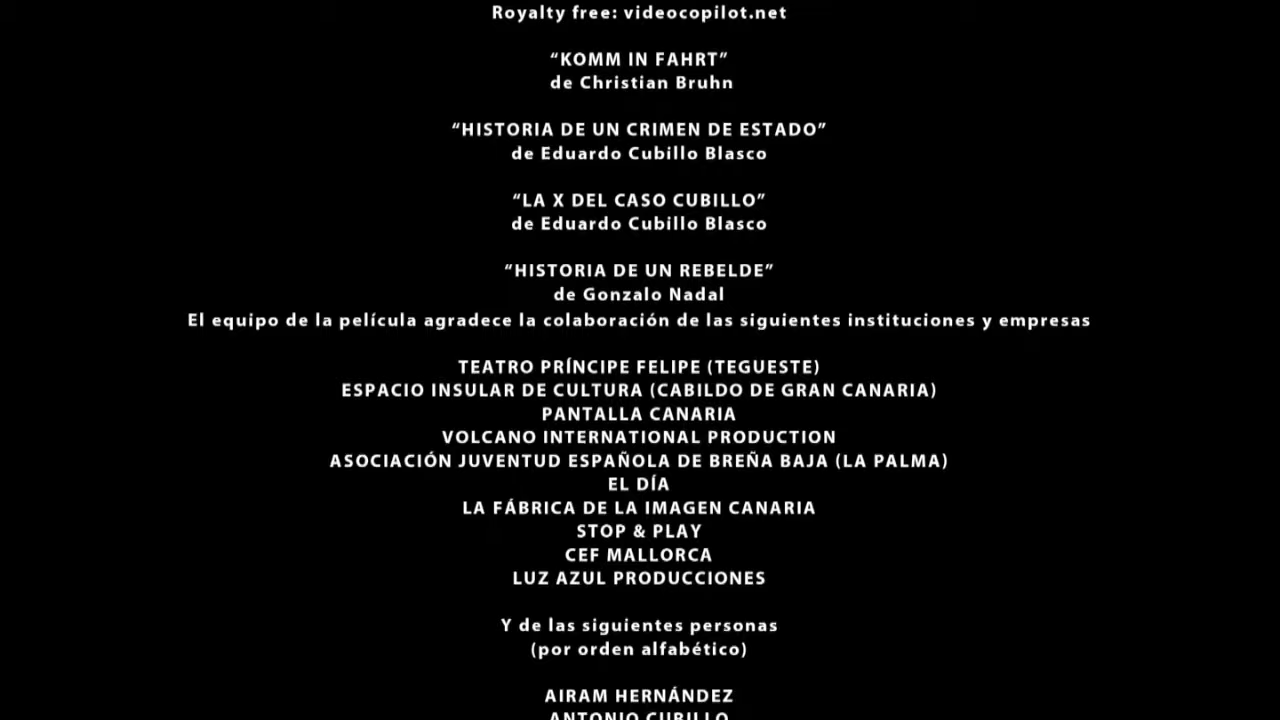 Royalty free: videocopilot.net
“KOMM IN FAHRT”
de Christian Bruhn
“HISTORIA DE UN CRIMEN DE ESTADO”
de Eduardo Cubillo Blasco
“LA X DEL CASO CUBILLO”
de Eduardo Cubillo Blasco
“HISTORIA DE UN REBELDE”
de Gonzalo Nadal
El equipo de la película agradece la colaboración de las siguientes instituciones y empresas
TEATRO PRÍNCIPE FELIPE (TEGUESTE)
ESPACIO INSULAR DE CULTURA (CABILDO DE GRAN CANARIA)
PANTALLA CANARIA
VOLCANO INTERNATIONAL PRODUCTION
ASOCIACIÓN JUVENTUD ESPAÑOLA DE BREÑA BAJA (LA PALMA)
EL DÍA
LA FÁBRICA DE LA IMAGEN CANARIA
STOP & PLAY
CEF MALLORCA
LUZ AZUL PRODUCCIONES
Y de las siguientes personas
(por orden alfabético)
AIRAM HERNÁNDEZ
ANTONIO CUBILLO